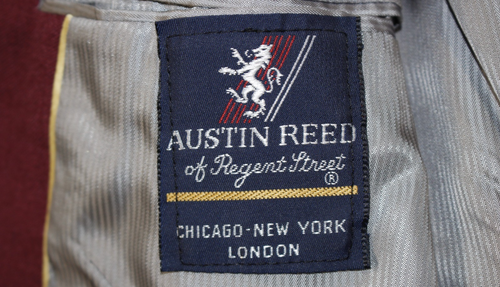 AUSTIN REED
of Regent Street
®
CHICAGO-NEW YORK
LONDON